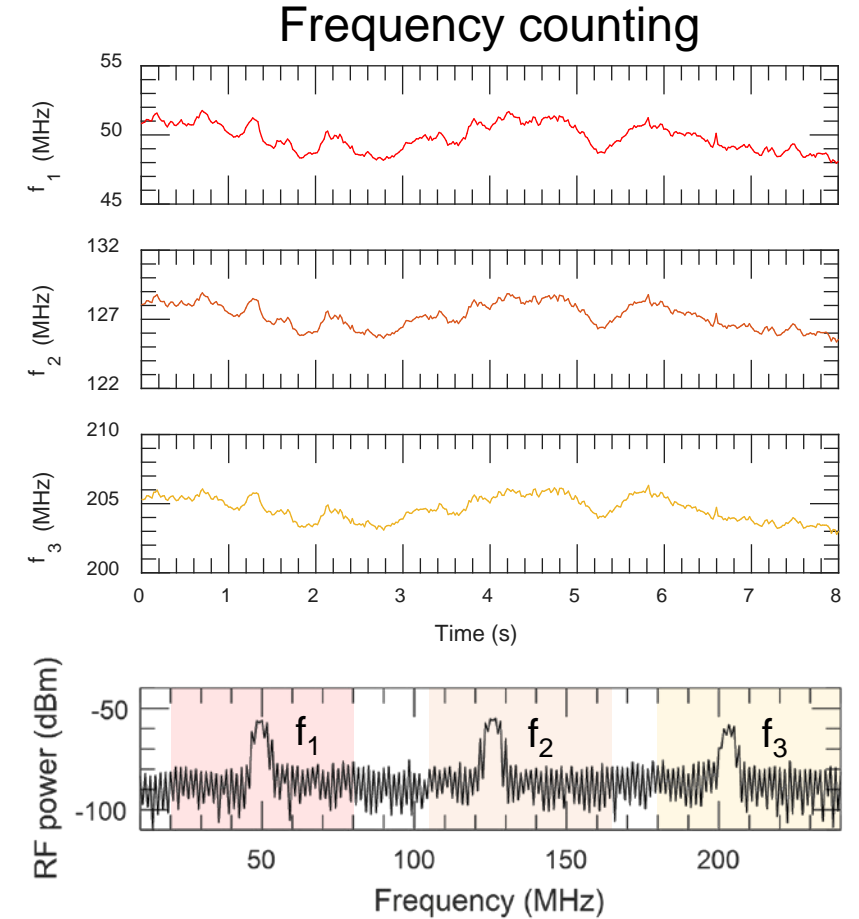 Frequency counting
55
50
45
f1 (MHz)
132
127
122
f2 (MHz)
210
205
200
f3 (MHz)
0 1 2 3 4 5 6 7 8
Time (s)
-50
-100
RF power (dBm)
f1 f2 f3
50 100 150 200
Frequency (MHz)